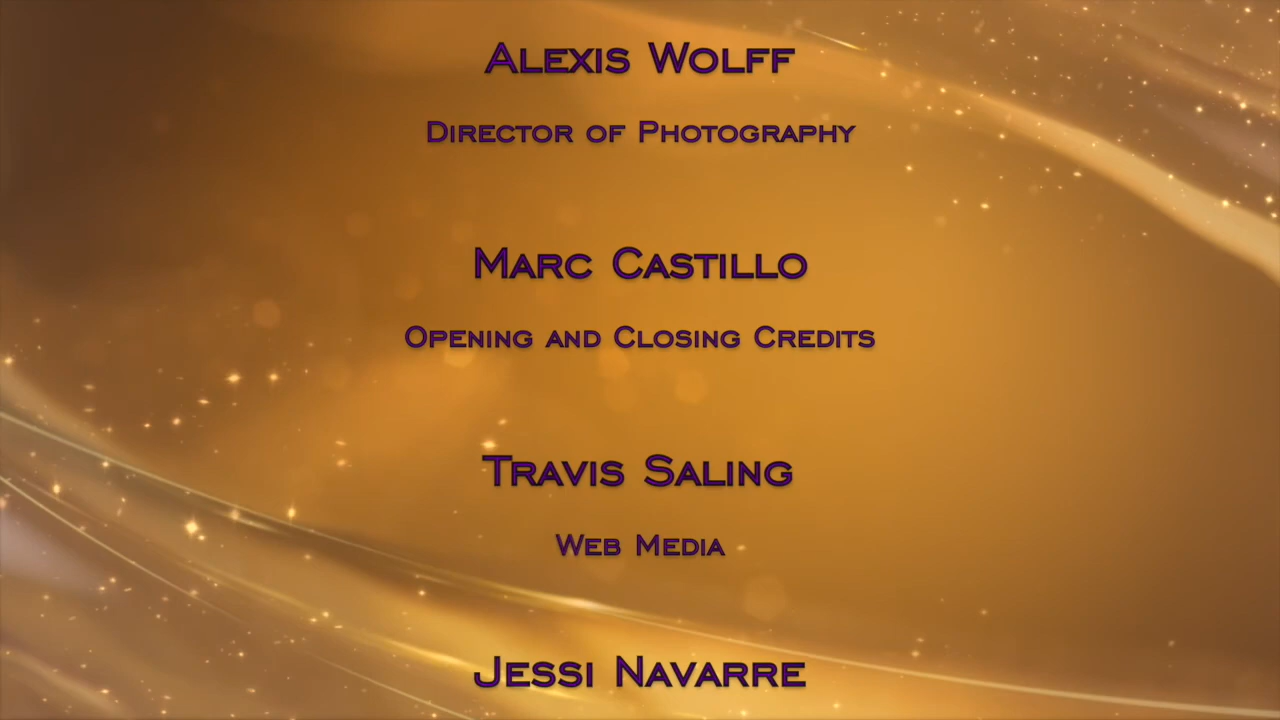 Alexis Wolff
Director of Photography
Marc Castillo
Opening and Closing Credits
Travis Saling
Web Media
Jessi Navarre